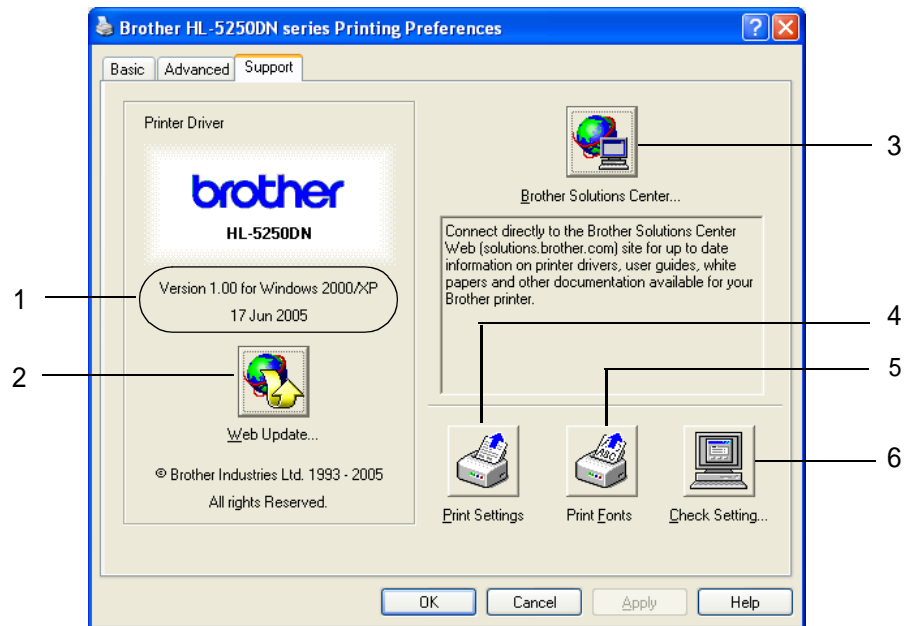 Brother HL-5250DN series Printing Preferences
Basic
Advanced
Support
Printer Driver
brother
HL-5250DN
Version 1.00 for Windows 2000/XP
17 Jun 2005
Web Update...
© Brother Industries Ltd. 1993 - 2005
All rights Reserved.
Brother Solutions Center...
Connect directly to the Brother Solutions Center
Web (solutions.brother.com) site for up to date
information on printer drivers, user guides, white
papers and other documentation available for your
Brother printer.
Print Settings
Print Fonts
Check Setting...
OK
Cancel
Apply
Help
1
2
3
4
5
6